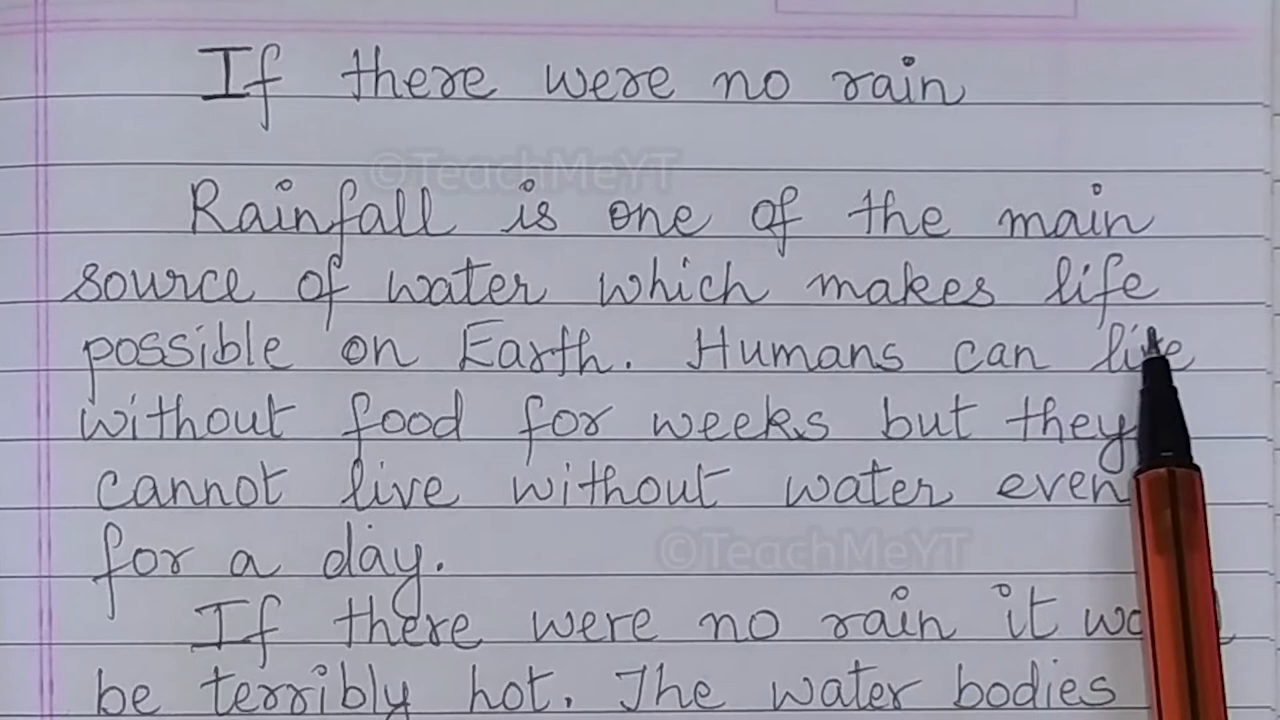 If there were no rain
©TeachMeYT
Rainfall is one of the main
source of water which makes life
possible on Earth. Humans can live
without food for weeks but they
cannot live without water even
for a day.
©TeachMeYT
If there were no rain it
be terribly hot. The water bodies